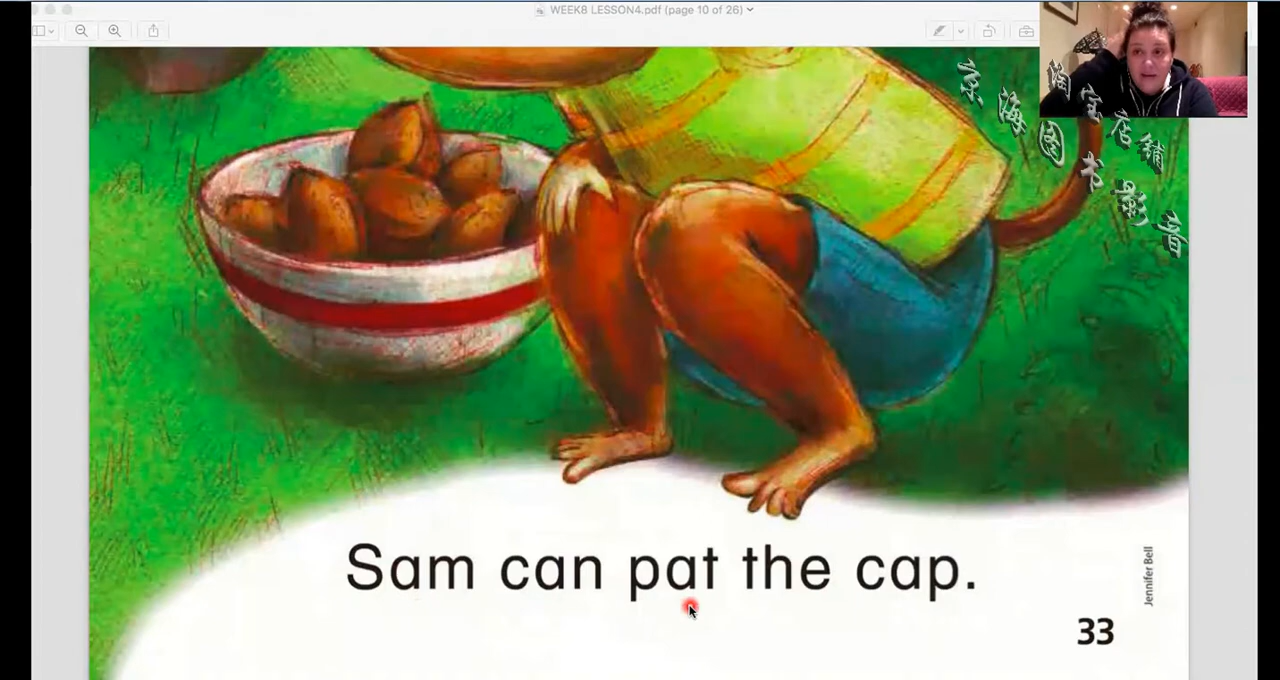 WEEK8 LESSON4.pdf (page 10 of 26)
京海图书影音
淘宝店铺
Sam can pat the cap.
Jennifer Bell
33